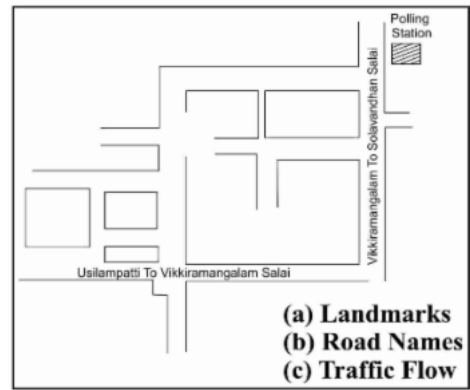 Polling
Station
Vikkiramangalam To Solavandhan Salai
Usilampatti To Vikkiramangalam Salai
(a) Landmarks
(b) Road Names
(c) Traffic Flow